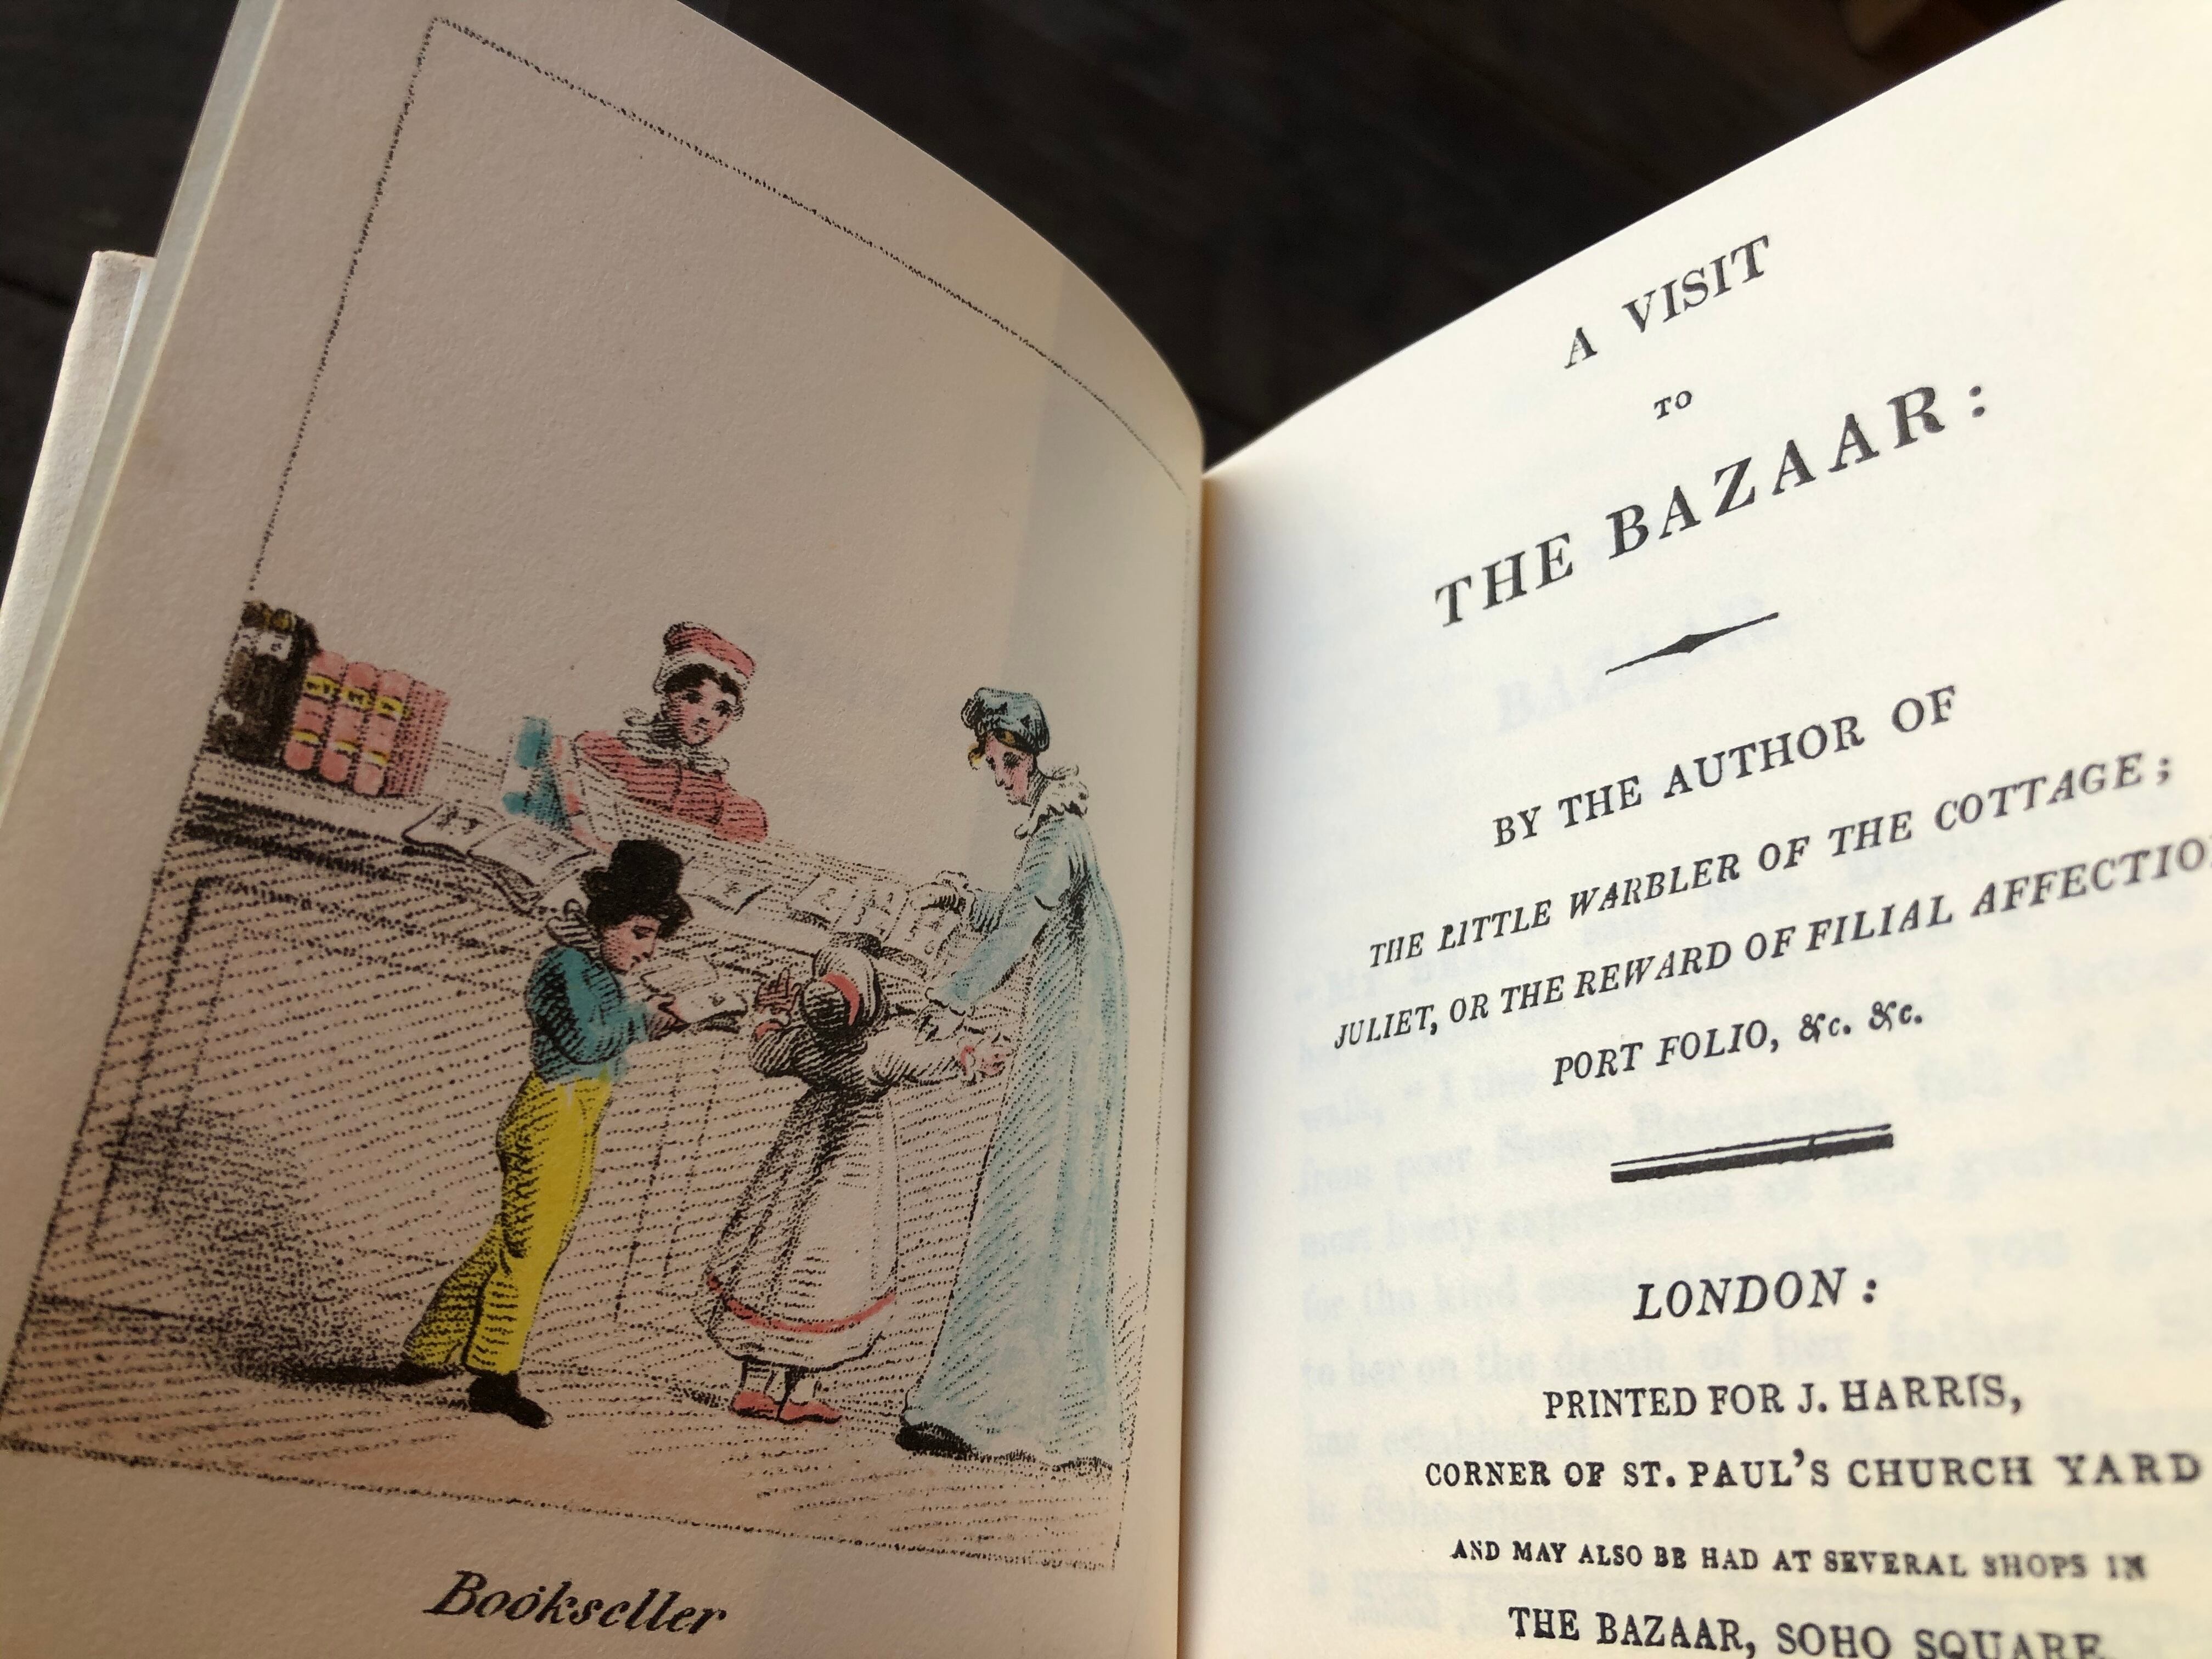 Bookseller
A VISIT
TO
THE BAZAAR:
BY THE AUTHOR OF
THE LITTLE WARBLER OF THE COTTAGE;
JULIET, OR THE REWARD OF FILIAL AFFECTIO
PORT FOLIO, &c. &c.
LONDON:
PRINTED FOR J. HARRIS,
CORNER OF ST. PAUL'S CHURCH YARD
AND MAY ALSO BE HAD AT SEVERAL SHOPS IN
THE BAZAAR, SOHO SQUARE